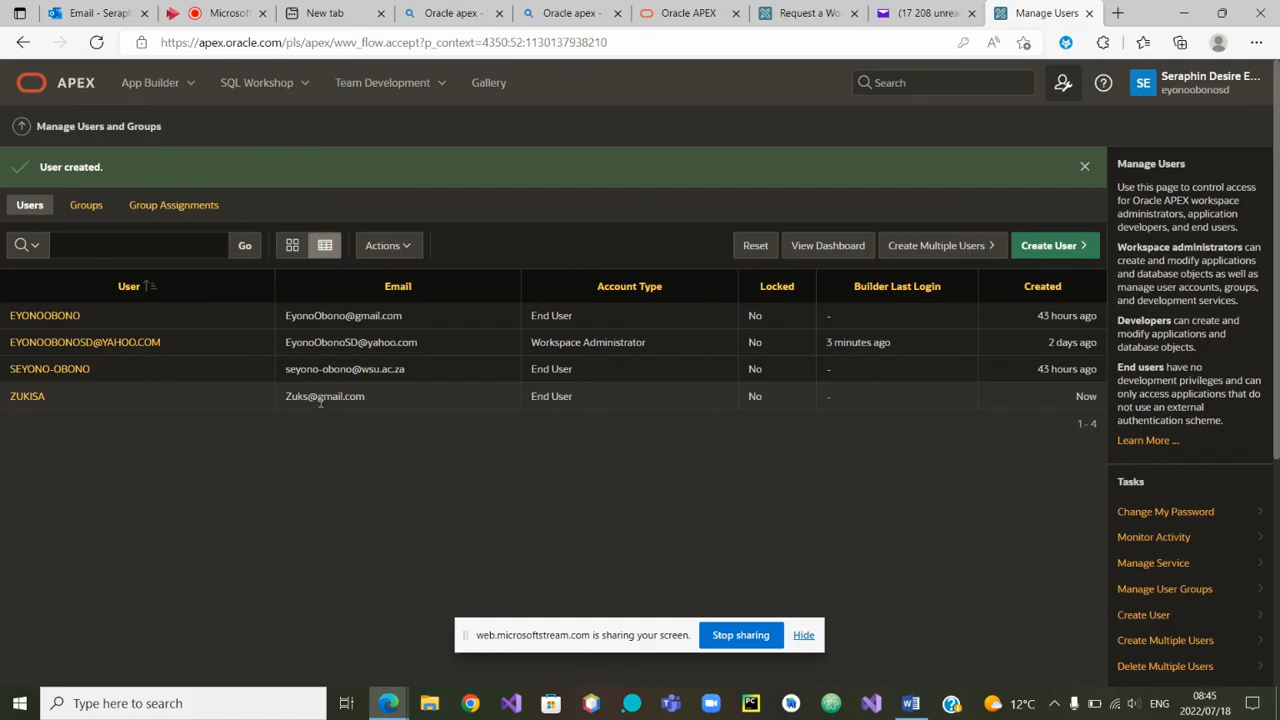 Email - Seraph
Microsof
New tab
Oracle apex -
Oracle apex -
Oracle APEX
Request a Wo
(17 208 unrea
Manage Users
https://apex.oracle.com/pls/apex/wwv_flow.accept?p_context=4350:52:1130137938210
APEX
App Builder
SQL Workshop
Team Development
Gallery
Search
SE
Seraphin Desire E...
eyonoobonosd
Manage Users and Groups
User created.
Users
Groups
Group Assignments
Go
Actions
Reset
View Dashboard
Create Multiple Users
Create User
User
Email
Account Type
Locked
Builder Last Login
Created
EYONOOBONO
EyonoObono@gmail.com
End User
No
-
43 hours ago
EYONOOBONOSD@YAHOO.COM
EyonoObonoSD@yahoo.com
Workspace Administrator
No
3 minutes ago
2 days ago
SEYONO-OBONO
seyono-obono@wsu.ac.za
End User
No
43 hours ago
ZUKISA
Zuks@gmail.com
End User
No
-
Now
1 - 4
Manage Users
Use this page to control access
for Oracle APEX workspace
administrators, application
developers, and end users.
Workspace administrators can
create and modify applications
and database objects as well as
manage user accounts, groups,
and development services.
Developers can create and
modify applications and
database objects.
End users have no
development privileges and can
only access applications that do
not use an external
authentication scheme.
Learn More ...
Tasks
Change My Password
Monitor Activity
Manage Service
Manage User Groups
Create User
Create Multiple Users
Delete Multiple Users
web.microsoftstream.com is sharing your screen.
Stop sharing
Hide
Type here to search
PC
12°C
ENG
08:45
2022/07/18